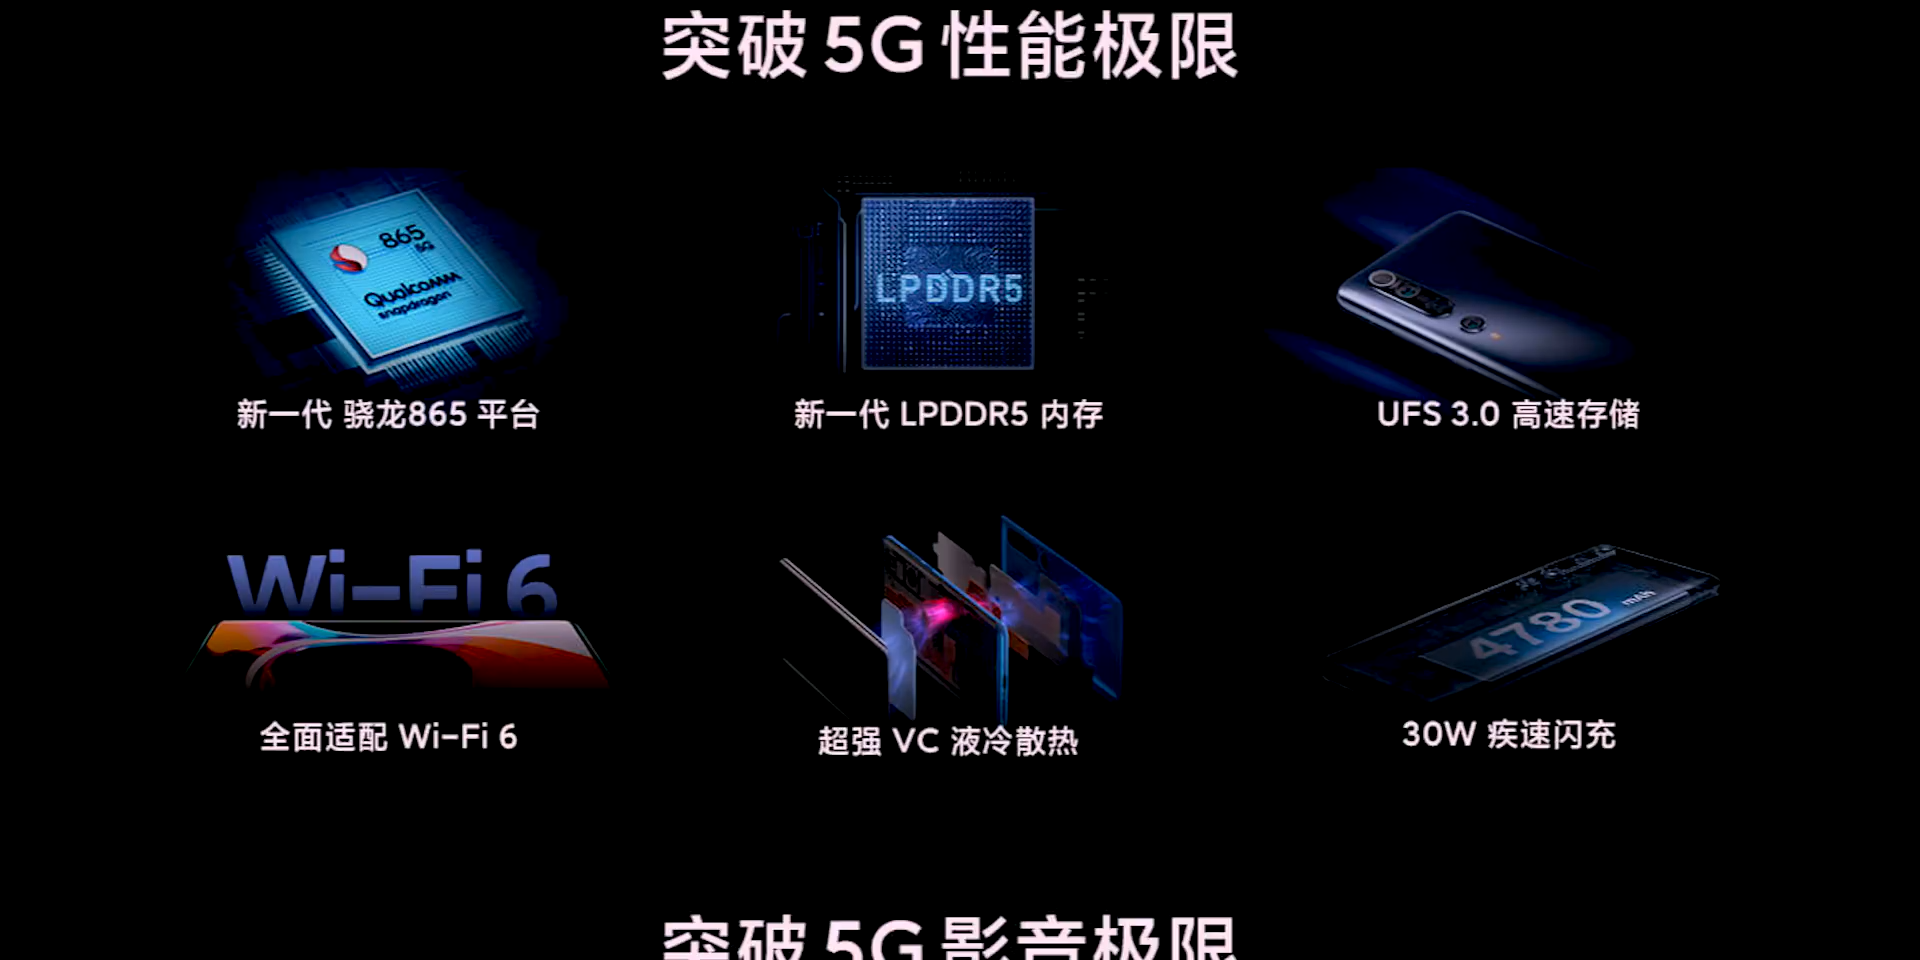 突破 5G 性能极限
865
5G
Qualcomm
snapdragon
新一代 骁龙865 平台
LPDDR5
新一代 LPDDR5 内存
UFS 3.0 高速存储
Wi-Fi 6
全面适配 Wi-Fi 6
超强 VC 液冷散热
4780 mAh
30W 疾速闪充
突破 5G 影音极限